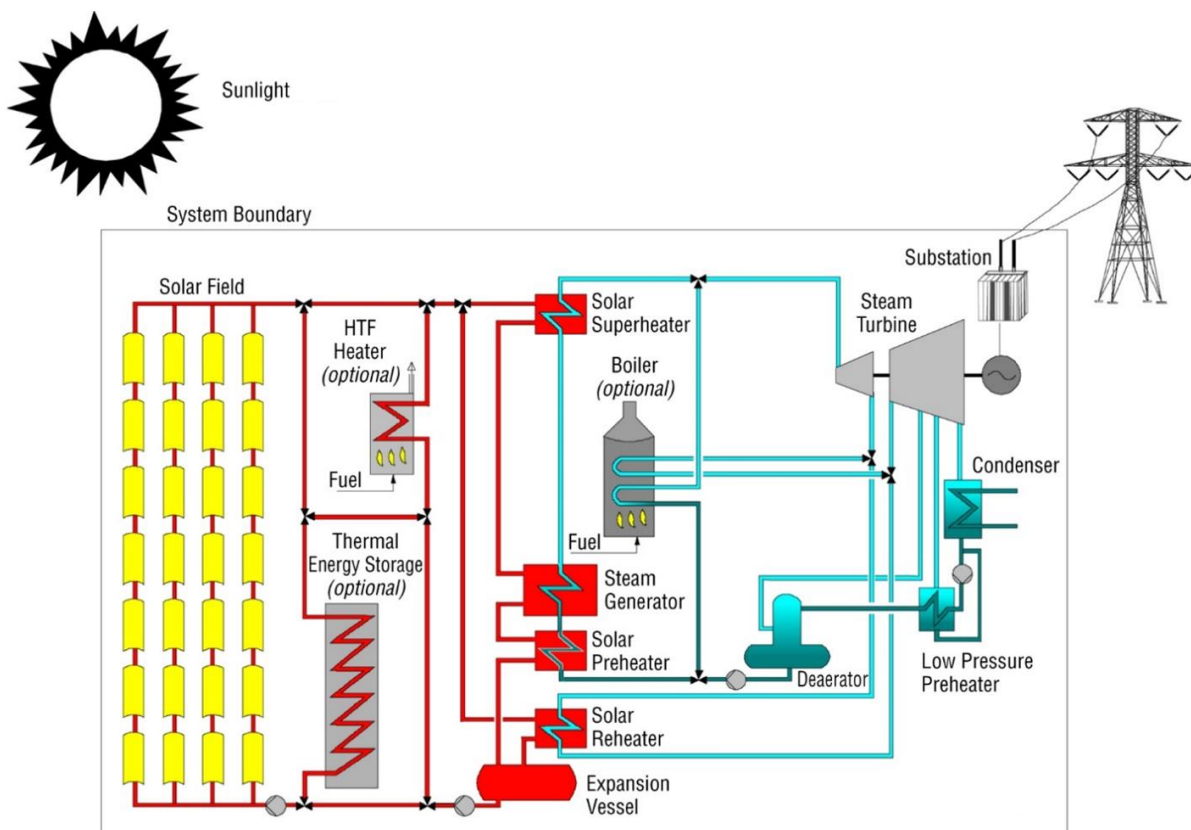 Sunlight
System Boundary
Substation
Solar Field
Solar
Superheater
Steam
Turbine
HTF
Heater
(optional)
Boiler
(optional)
Condenser
Fuel
Thermal
Energy Storage
(optional)
Fuel
Steam
Generator
Solar
Preheater
Deaerator
Low Pressure
Preheater
Solar
Reheater
Expansion
Vessel